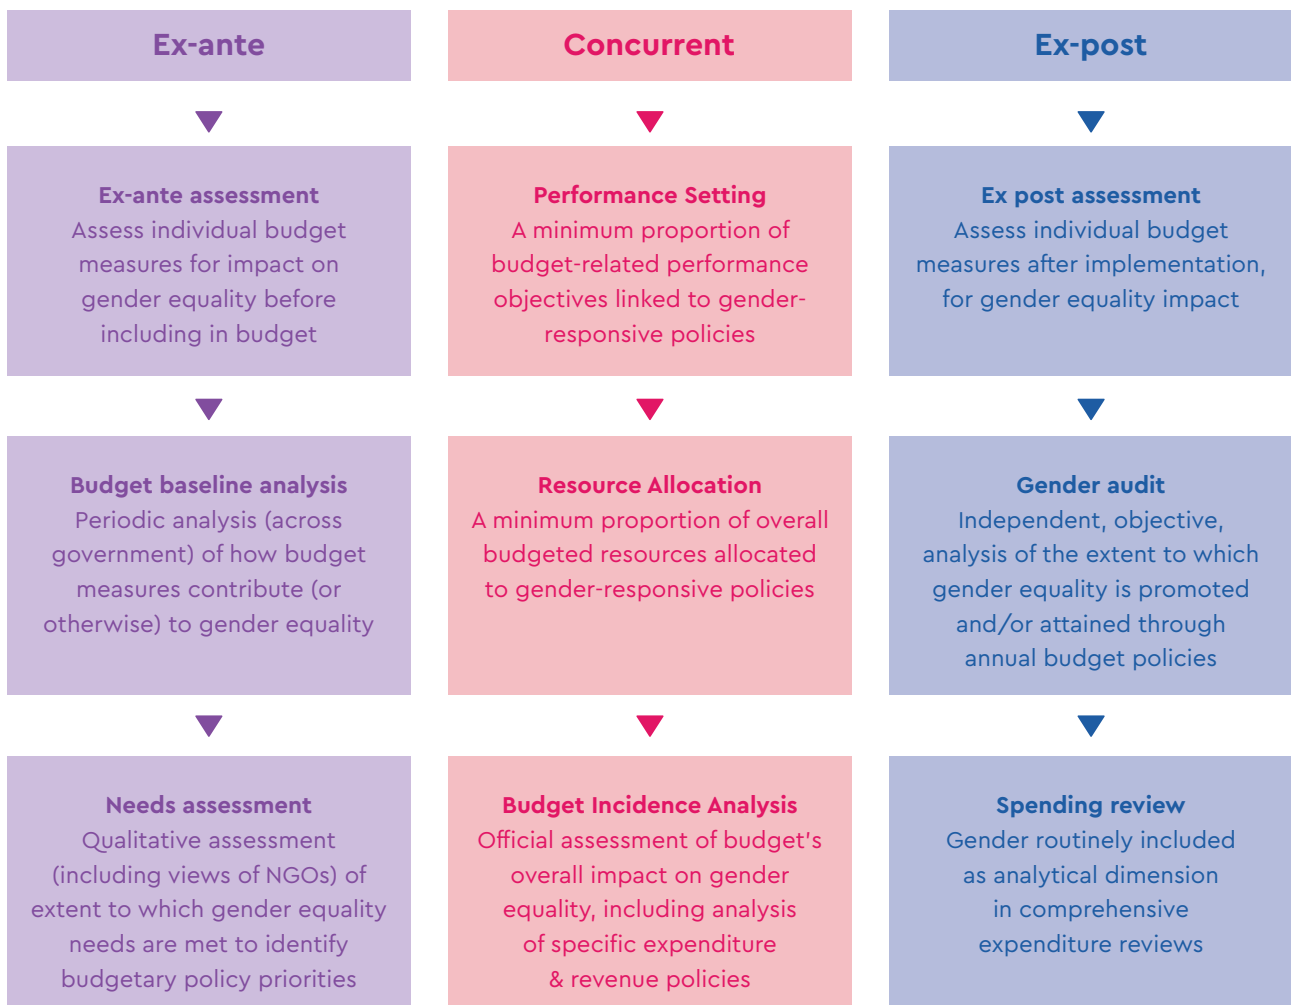 Ex-ante
Ex-ante assessment
Assess individual budget
measures for impact on
gender equality before
including in budget
Budget baseline analysis
Periodic analysis (across
government) of how budget
measures contribute (or
otherwise) to gender equality
Needs assessment
Qualitative assessment
(including views of NGOs) of
extent to which gender equality
needs are met to identify
budgetary policy priorities
Concurrent
Performance Setting
A minimum proportion of
budget-related performance
objectives linked to gender-
responsive policies
Resource Allocation
A minimum proportion of overall
budgeted resources allocated
to gender-responsive policies
Budget Incidence Analysis
Official assessment of budget's
overall impact on gender
equality, including analysis
of specific expenditure
& revenue policies
Ex-post
Ex post assessment
Assess individual budget
measures after implementation,
for gender equality impact
Gender audit
Independent, objective,
analysis of the extent to which
gender equality is promoted
and/or attained through
annual budget policies
Spending review
Gender routinely included
as analytical dimension
in comprehensive
expenditure reviews